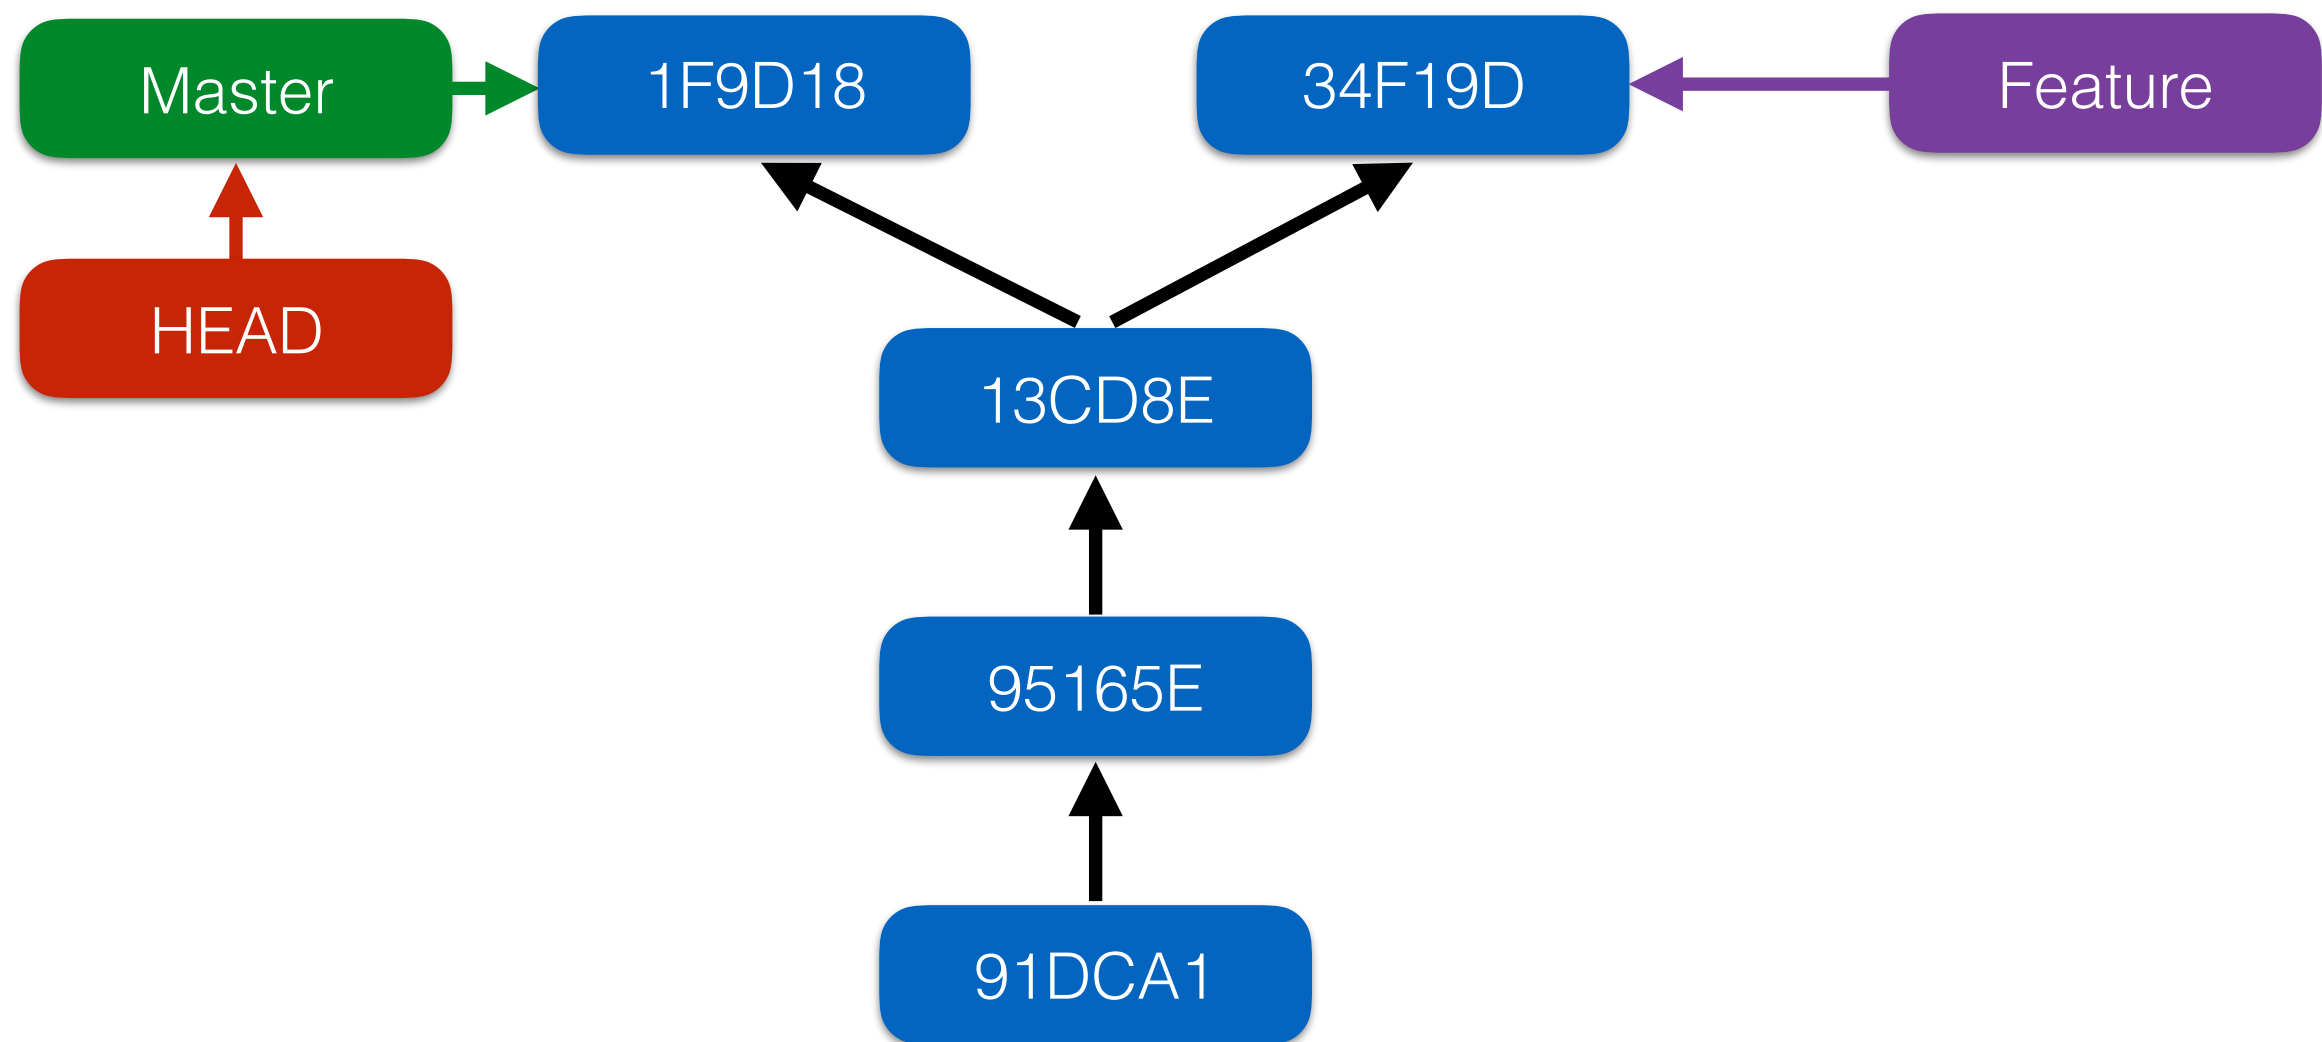 Master
1F9D18
34F19D
Feature
HEAD
13CD8E
95165E
91DCA1